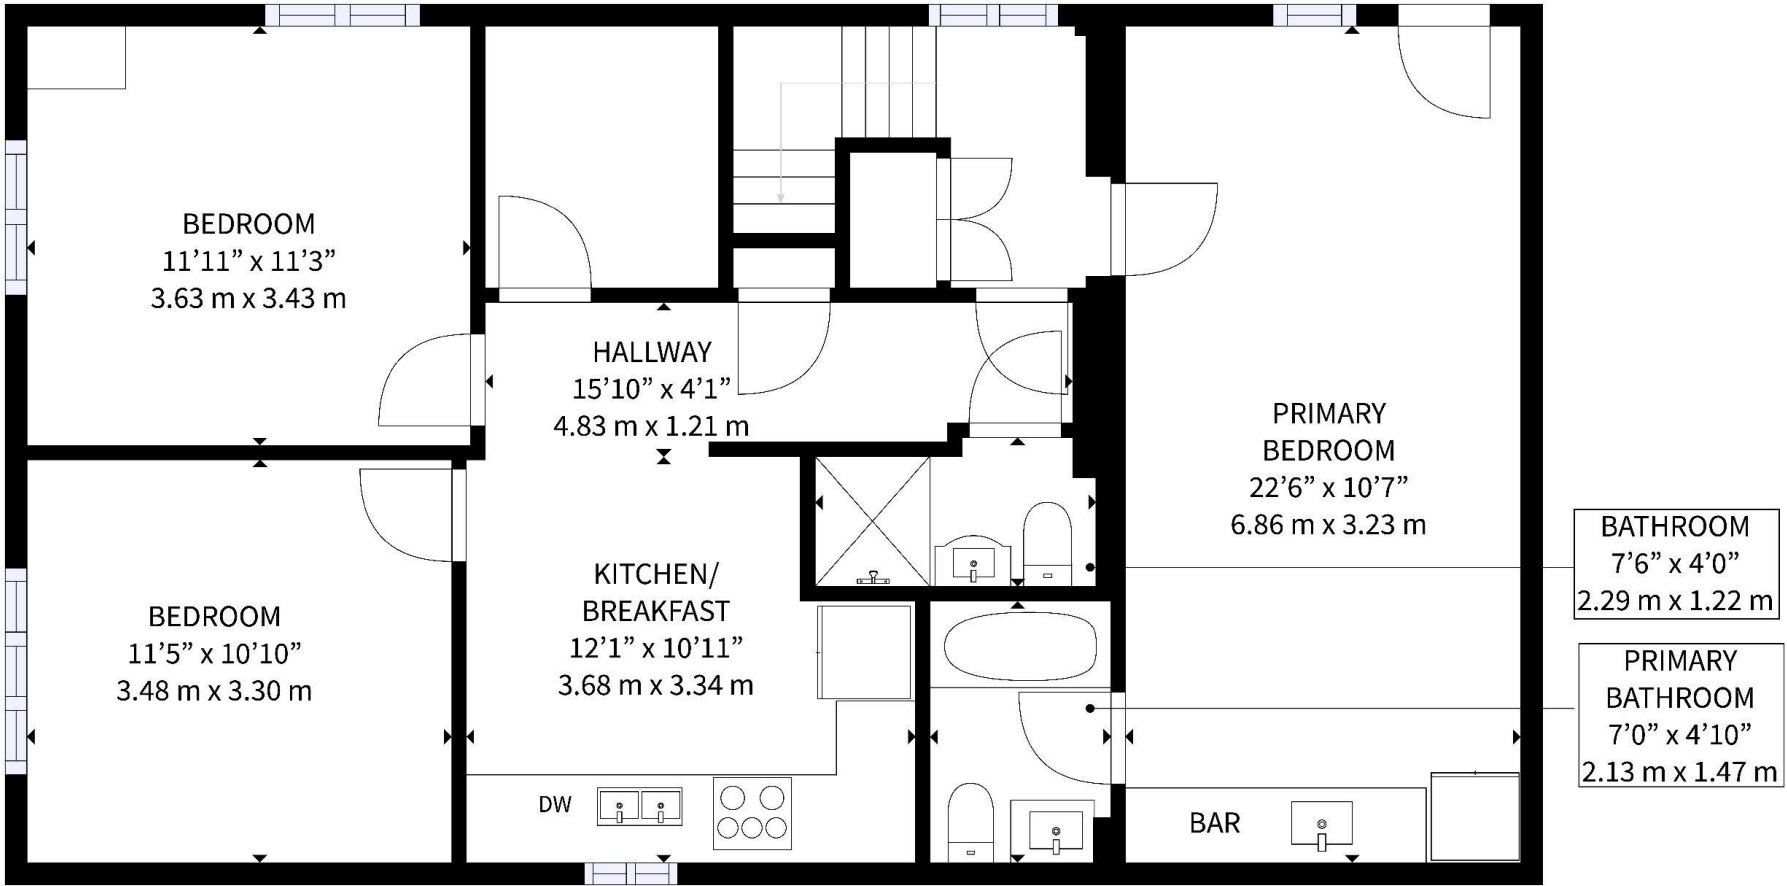 BEDROOM
11’11” x 11’3”
3.63 m x 3.43 m
HALLWAY
15’10” x 4’1”
4.83 m x 1.21 m
PRIMARY
BEDROOM
22’6” x 10’7”
6.86 m x 3.23 m
BATHROOM
7’6” x 4’0”
2.29 m x 1.22 m
BEDROOM
11’5” x 10’10”
3.48 m x 3.30 m
KITCHEN/
BREAKFAST
12’1” x 10’11”
3.68 m x 3.34 m
PRIMARY
BATHROOM
7’0” x 4’10”
2.13 m x 1.47 m
DW
BAR